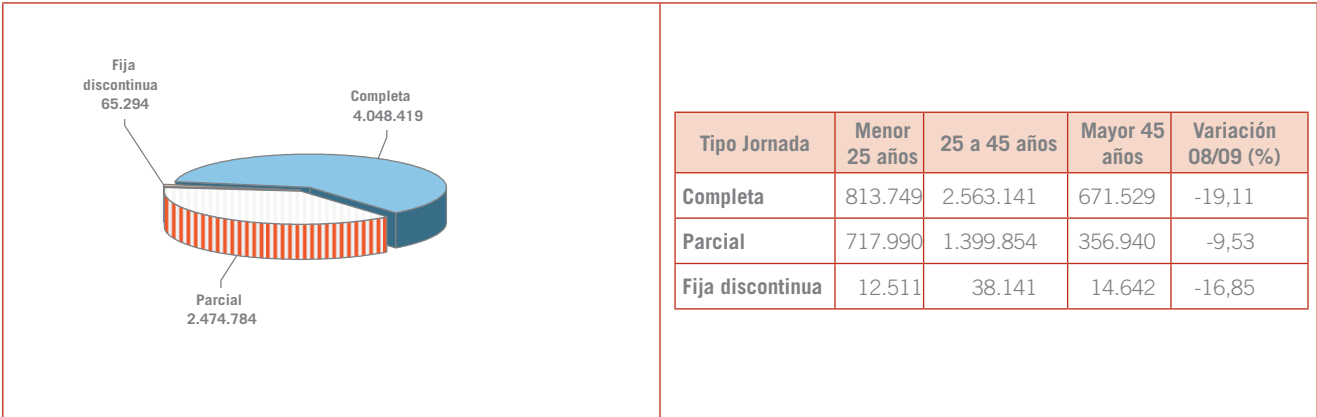 Fija
discontinua
65.294
Completa
4.048.419
Parcial
2.474.784
Tipo Jornada Menor 25 años 25 a 45 años Mayor 45 años Variación 08/09 (%)
Completa 813.749 2.563.141 671.529 -19,11
Parcial 717.990 1.399.854 356.940 -9,53
Fija discontinua 12.511 38.141 14.642 -16,85